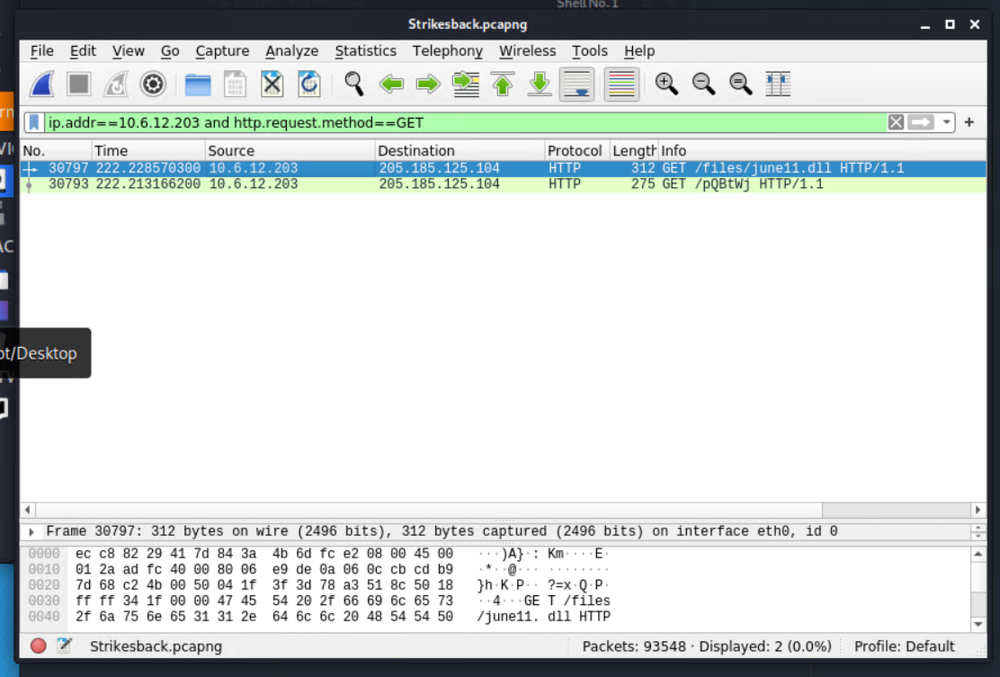 Shell No. 1
Strikesback.pcapng
File Edit View Go Capture Analyze Statistics Telephony Wireless Tools Help
ip.addr==10.6.12.203 and http.request.method==GET
No. Time Source Destination Protocol Length Info
30797 222.228570300 10.6.12.203 205.185.125.104 HTTP 312 GET /files/june11.dll HTTP/1.1
30793 222.213166200 10.6.12.203 205.185.125.104 HTTP 275 GET /pQBtWj HTTP/1.1
ot/Desktop
Frame 30797: 312 bytes on wire (2496 bits), 312 bytes captured (2496 bits) on interface eth0, id 0
0000 ec c8 82 29 41 7d 84 3a 4b 6d fc e2 08 00 45 00 ···)A}·: Km····E·
0010 01 2a ad fc 40 00 80 06 e9 de 0a 06 0c cb cd b9 ·*··@··· ········
0020 7d 68 c2 4b 00 50 04 1f 3f 3d 78 a3 51 8c 50 18 }h·K·P·· ?=x·Q·P·
0030 ff ff 34 1f 00 00 47 45 54 20 2f 66 69 6c 65 73 ··4···GE T /files
0040 2f 6a 75 6e 65 31 31 2e 64 6c 6c 20 48 54 54 50 /june11. dll HTTP
Strikesback.pcapng
Packets: 93548 · Displayed: 2 (0.0%)
Profile: Default